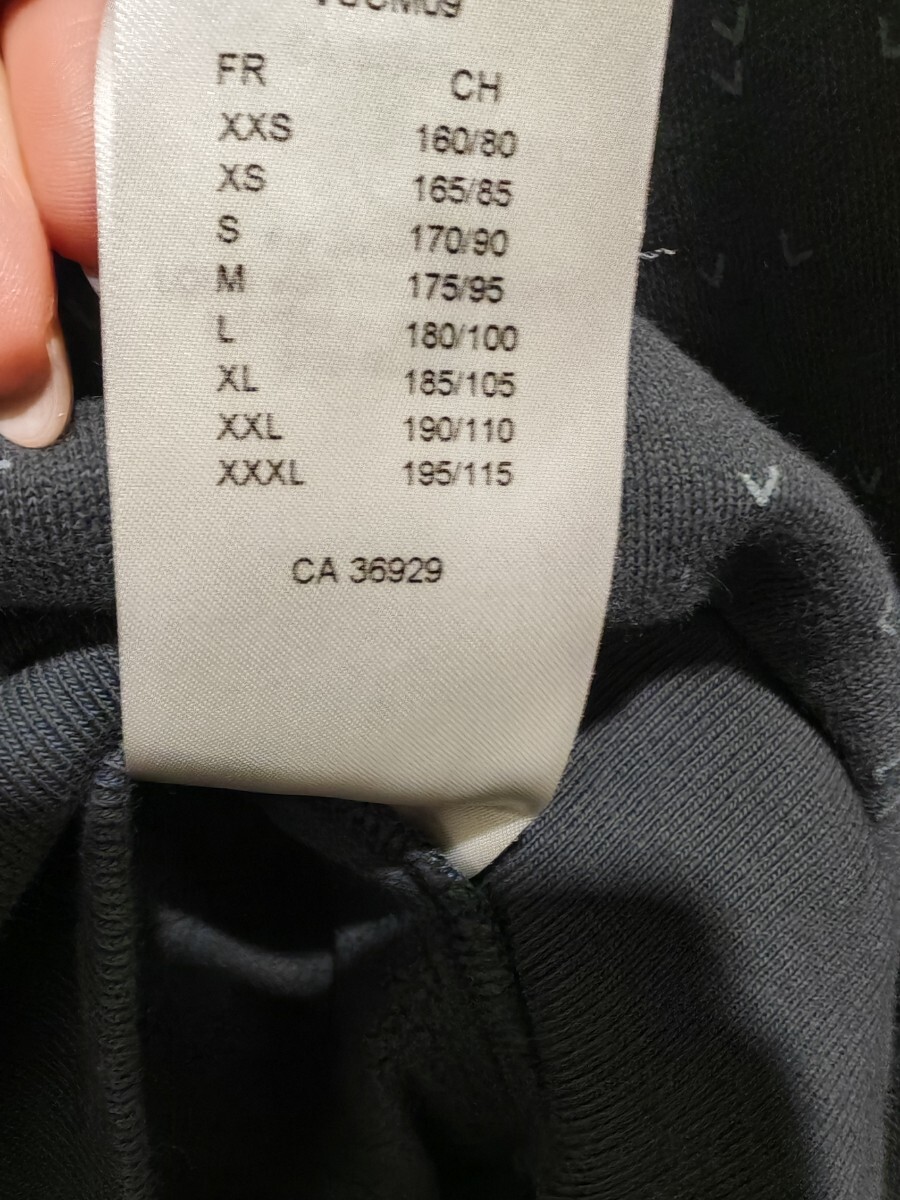 FR CH
XXS 160/80
XS 165/85
S 170/90
M 175/95
L 180/100
XL 185/105
XXL 190/110
XXXL 195/115
CA 36929